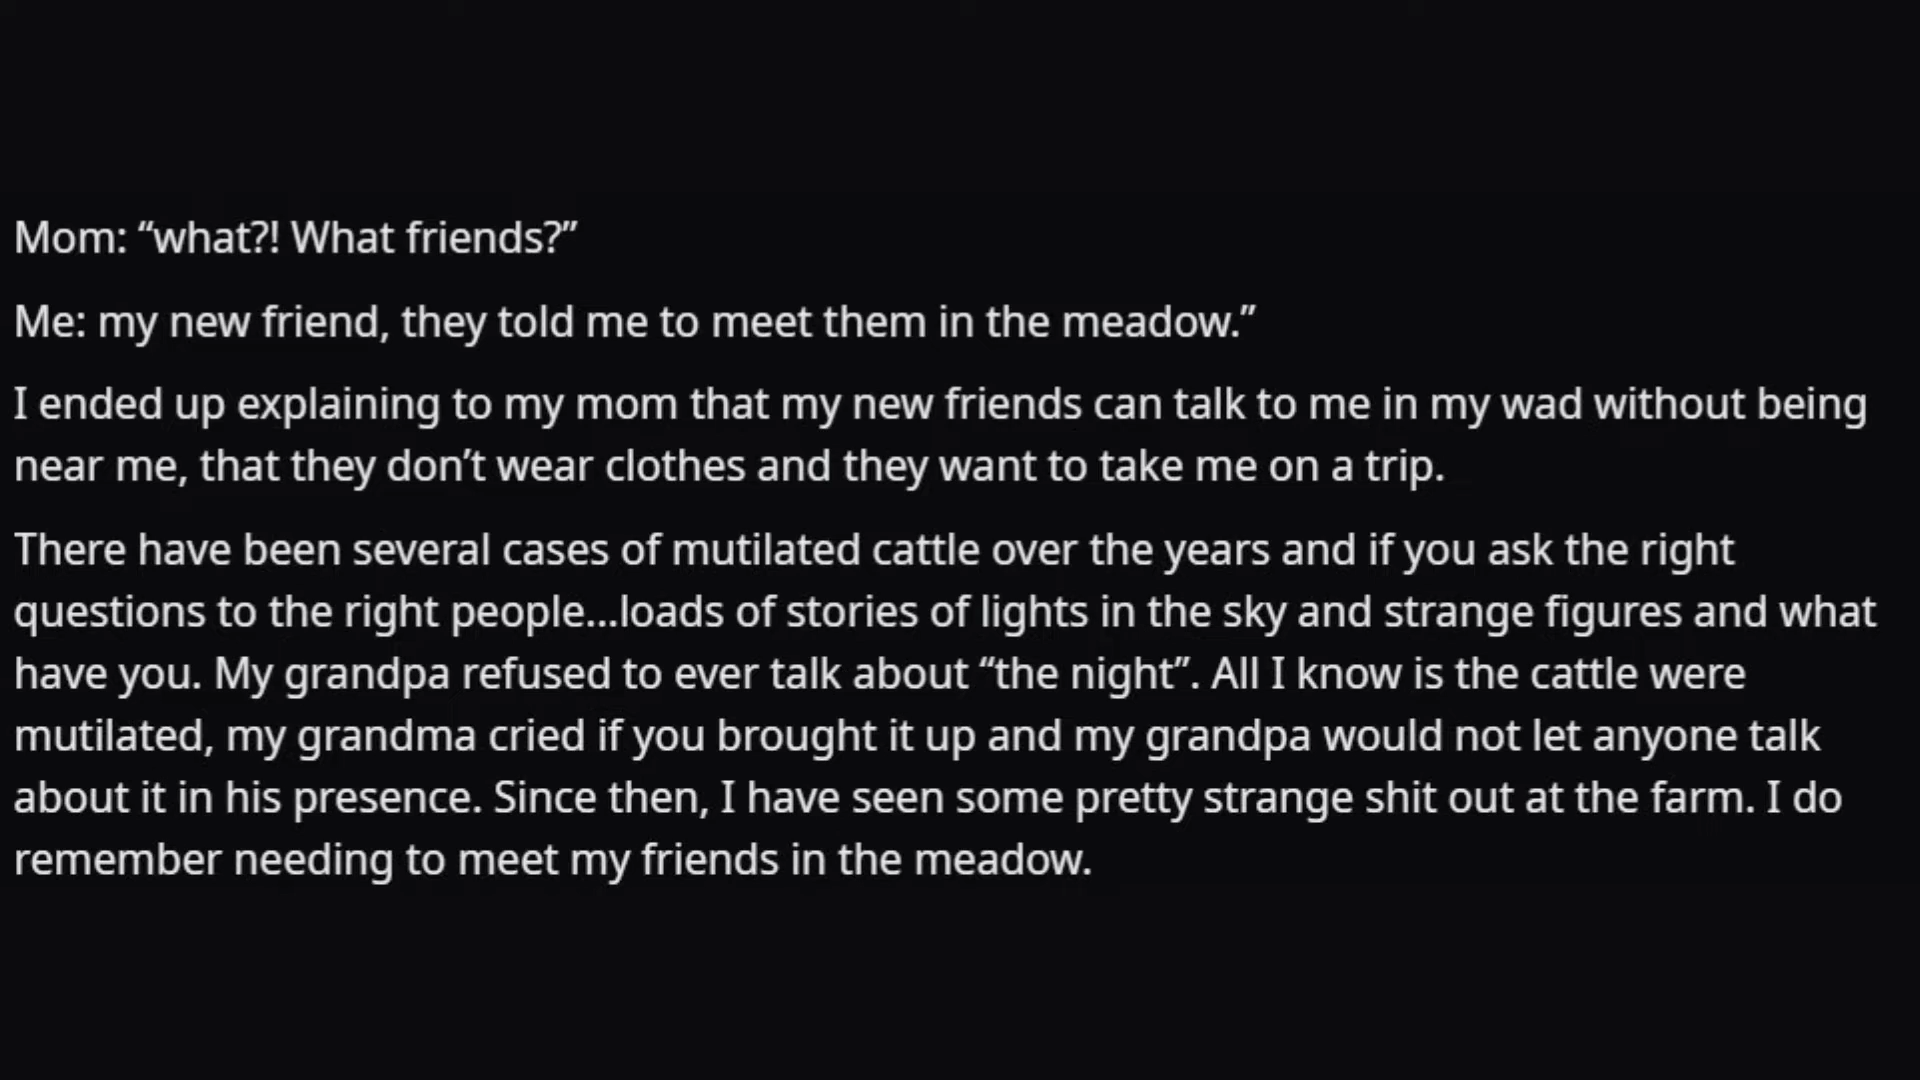 Mom: “what?! What friends?”
Me: my new friend, they told me to meet them in the meadow.”
I ended up explaining to my mom that my new friends can talk to me in my wad without being
near me, that they don’t wear clothes and they want to take me on a trip.
There have been several cases of mutilated cattle over the years and if you ask the right
questions to the right people...loads of stories of lights in the sky and strange figures and what
have you. My grandpa refused to ever talk about “the night”. All I know is the cattle were
mutilated, my grandma cried if you brought it up and my grandpa would not let anyone talk
about it in his presence. Since then, I have seen some pretty strange shit out at the farm. I do
remember needing to meet my friends in the meadow.